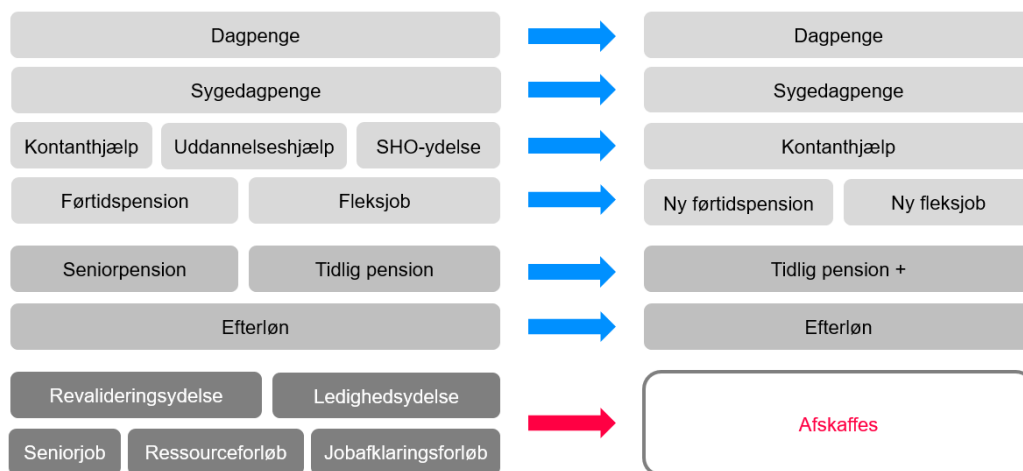 Dagpenge Dagpenge
Sygedagpenge Sygedagpenge
Kontanthjælp Uddannelseshjælp SHO-ydelse Kontanthjælp
Førtidspension Fleksjob Ny førtidspension Ny fleksjob
Seniorpension Tidlig pension Tidlig pension +
Efterløn Efterløn
Revalideringsydelse Ledighedsydelse
Afskaffes
Seniorjob Ressourceforløb Jobafklaringsforløb